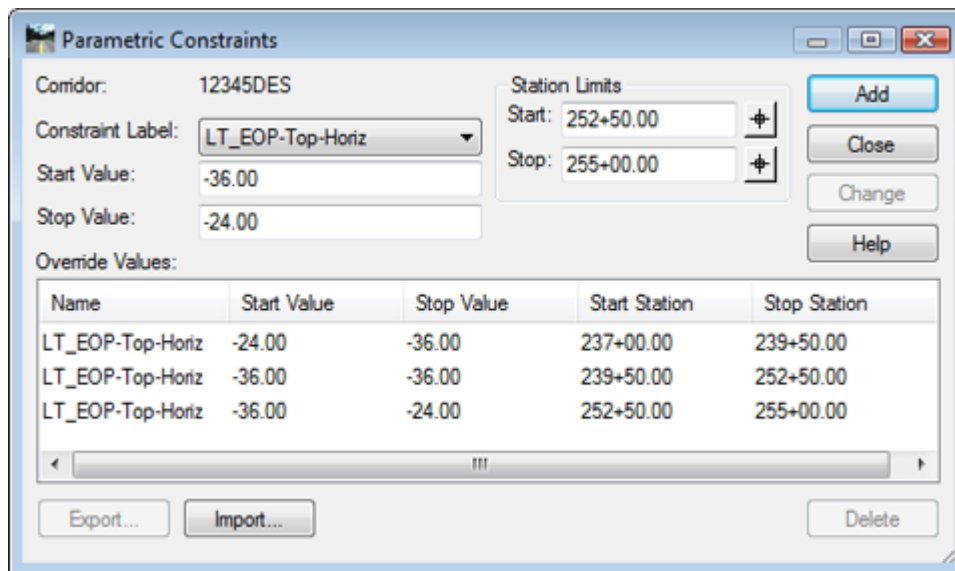 Parametric Constraints
Corridor: 12345DES
Constraint Label: LT_EOP-Top-Horiz
Start Value: -36.00
Stop Value: -24.00
Station Limits
Start: 252+50.00
Stop: 255+00.00
Add
Close
Change
Help
Override Values:
Name Start Value Stop Value Start Station Stop Station
LT_EOP-Top-Horiz -24.00 -36.00 237+00.00 239+50.00
LT_EOP-Top-Horiz -36.00 -36.00 239+50.00 252+50.00
LT_EOP-Top-Horiz -36.00 -24.00 252+50.00 255+00.00
Export... Import... Delete